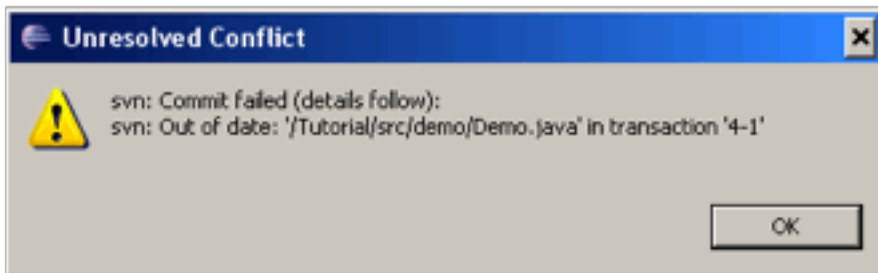 Unresolved Conflict
svn: Commit failed (details follow):
svn: Out of date: '/Tutorial/src/demo/Demo.java' in transaction '4-1'
OK